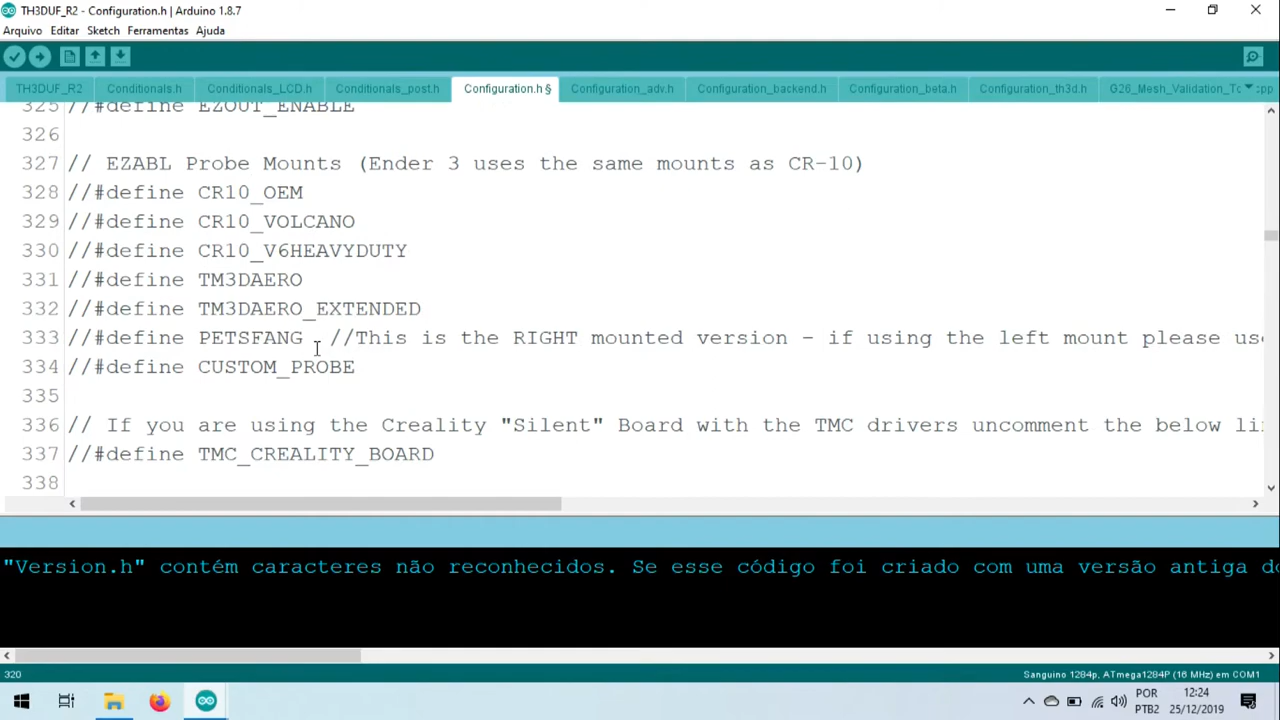 TH3DUF_R2 - Configuration.h | Arduino 1.8.7
Arquivo Editar Sketch Ferramentas Ajuda
TH3DUF_R2 Conditionals.h Conditionals_LCD.h Conditionals_post.h Configuration.h § Configuration_adv.h Configuration_backend.h Configuration_beta.h Configuration_th3d.h G26_Mesh_Validation_To :pp
325 //#define EZOUT_ENABLE
326
327 // EZABL Probe Mounts (Ender 3 uses the same mounts as CR-10)
328 //#define CR10_OEM
329 //#define CR10_VOLCANO
330 //#define CR10_V6HEAVYDUTY
331 //#define TM3DAERO
332 //#define TM3DAERO_EXTENDED
333 //#define PETSFANG  //This is the RIGHT mounted version - if using the left mount please us
334 //#define CUSTOM_PROBE
335
336 // If you are using the Creality "Silent" Board with the TMC drivers uncomment the below li
337 //#define TMC_CREALITY_BOARD
338
"Version.h" contém caracteres não reconhecidos. Se esse código foi criado com uma versão antiga do
320 Sanguino 1284p, ATmega1284P (16 MHz) em COM1
POR 12:24
PTB2 25/12/2019